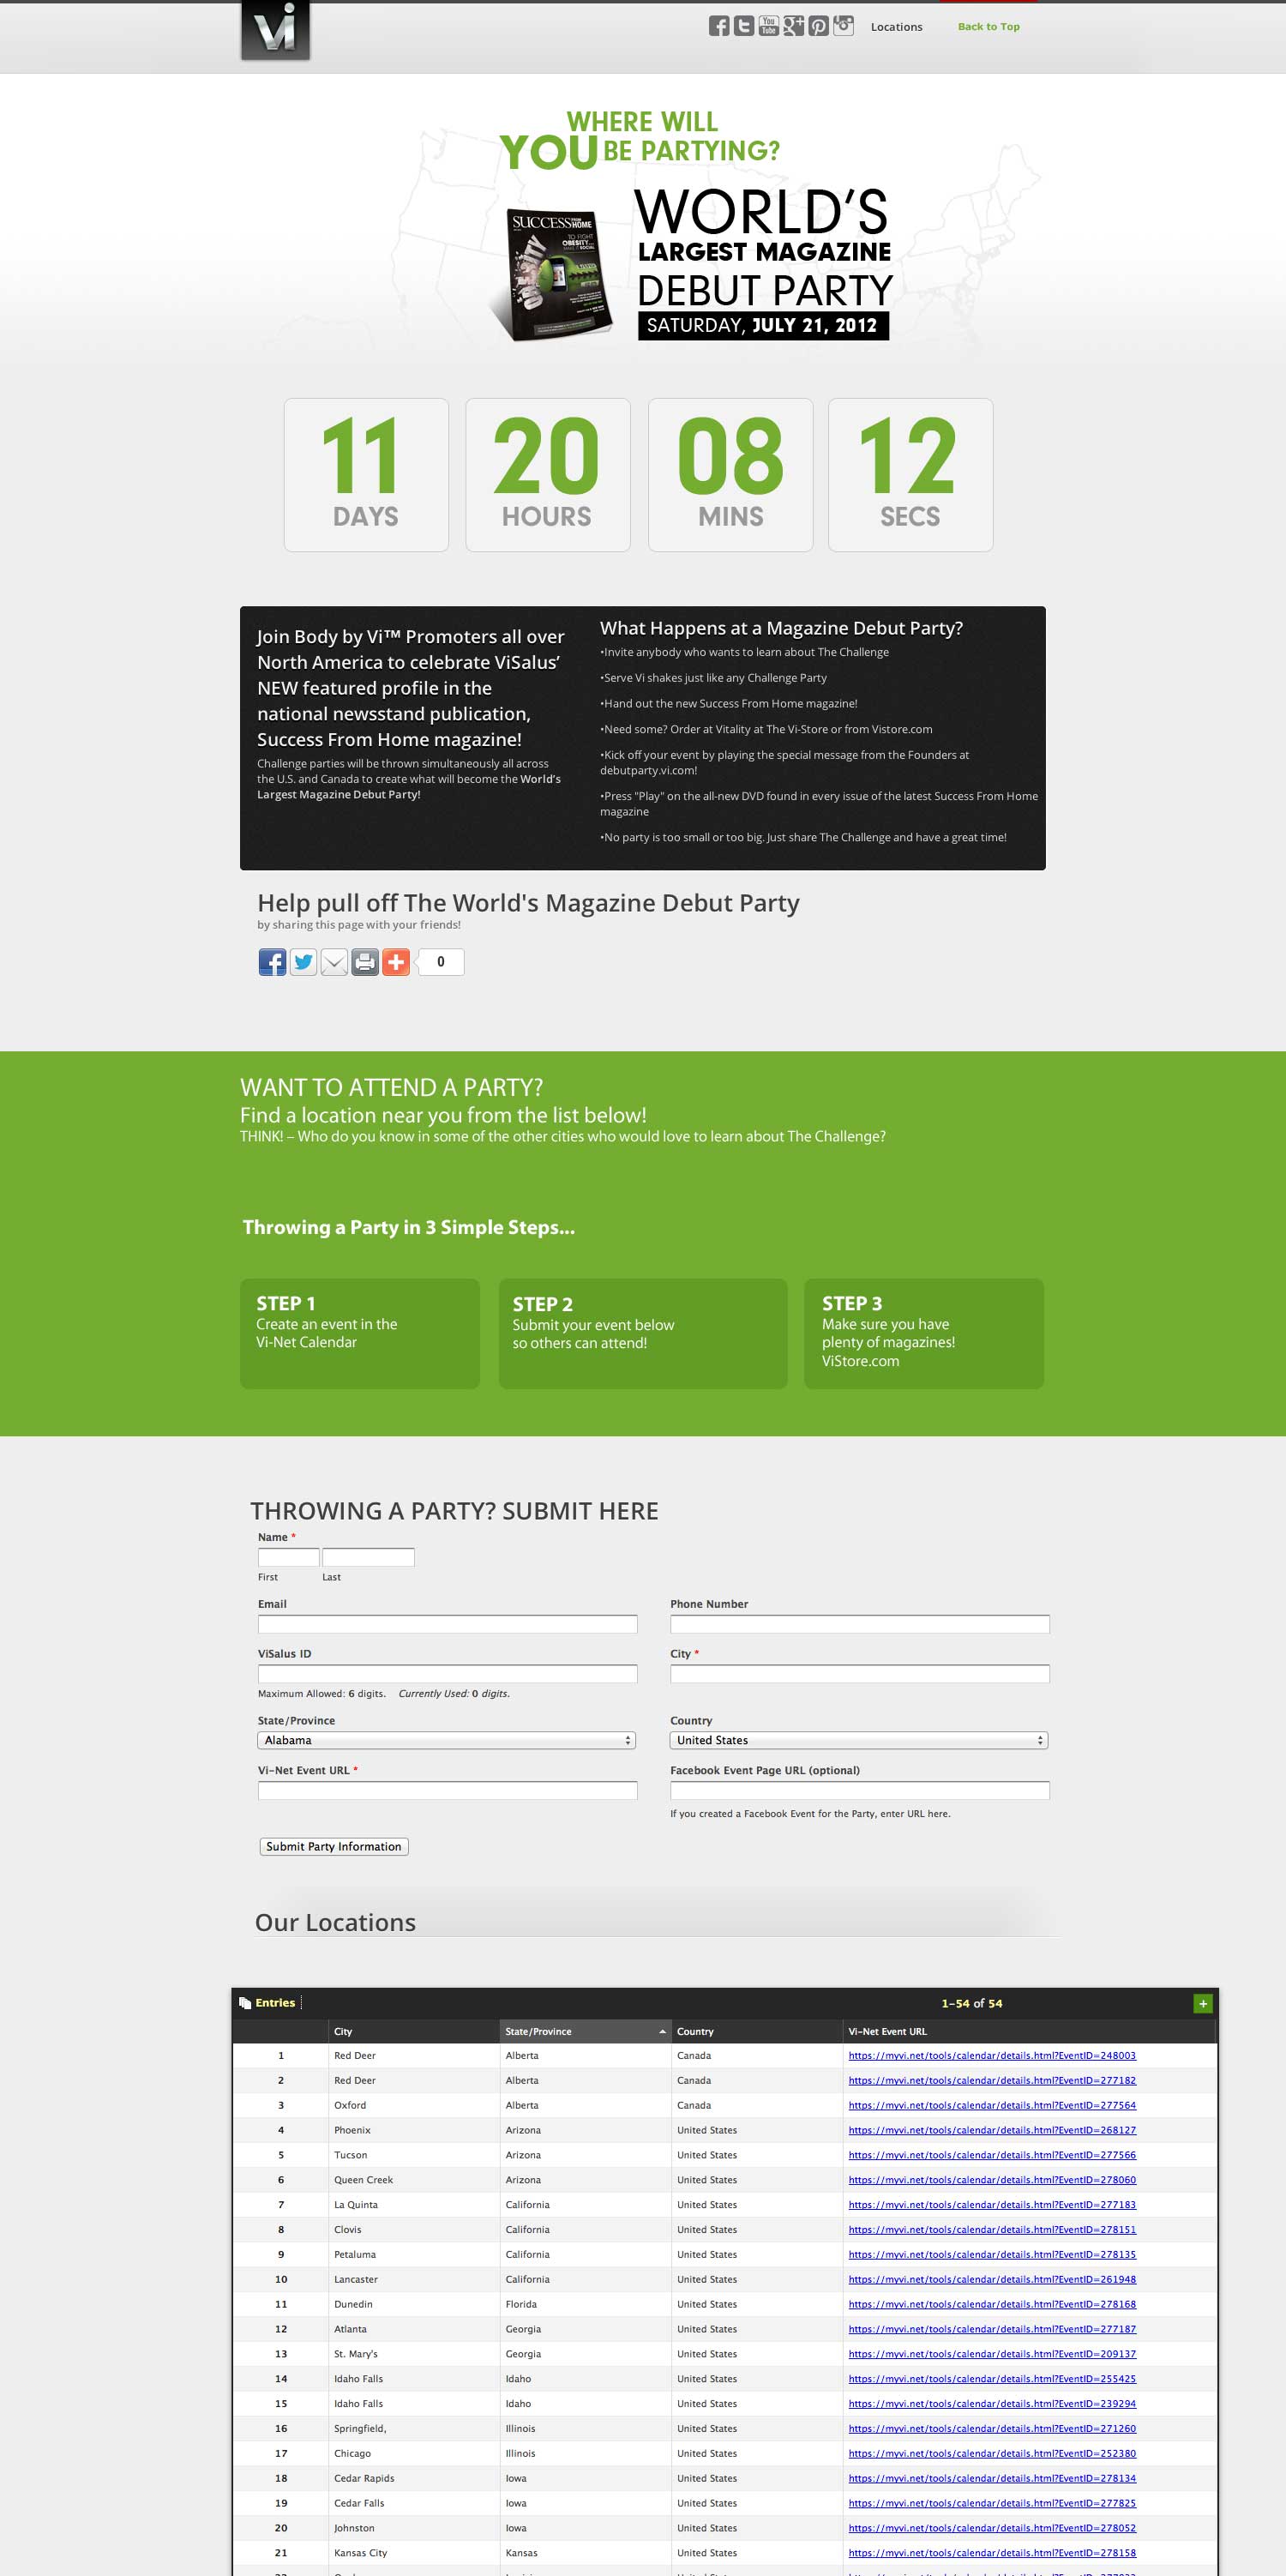 Vi
You
Tube
Locations
Back to Top
WHERE WILL
YOU BE PARTYING?
SUCCESS FROM HOME
TO FIGHT
OBESITY
WORLD'S
LARGEST MAGAZINE
DEBUT PARTY
SATURDAY, JULY 21, 2012
11 20 08 12
DAYS HOURS MINS SECS
Join Body by Vi™ Promoters all over
North America to celebrate ViSalus’
NEW featured profile in the
national newsstand publication,
Success From Home magazine!
Challenge parties will be thrown simultaneously all across
the U.S. and Canada to create what will become the World’s
Largest Magazine Debut Party!
What Happens at a Magazine Debut Party?
•Invite anybody who wants to learn about The Challenge
•Serve Vi shakes just like any Challenge Party
•Hand out the new Success From Home magazine!
•Need some? Order at Vitality at The Vi-Store or from Vistore.com
•Kick off your event by playing the special message from the Founders at
debutparty.vi.com!
•Press "Play" on the all-new DVD found in every issue of the latest Success From Home
magazine
•No party is too small or too big. Just share The Challenge and have a great time!
Help pull off The World's Magazine Debut Party
by sharing this page with your friends!
0
WANT TO ATTEND A PARTY?
Find a location near you from the list below!
THINK! – Who do you know in some of the other cities who would love to learn about The Challenge?
Throwing a Party in 3 Simple Steps...
STEP 1
Create an event in the
Vi-Net Calendar
STEP 2
Submit your event below
so others can attend!
STEP 3
Make sure you have
plenty of magazines!
ViStore.com
THROWING A PARTY? SUBMIT HERE
Name *
First Last
Email Phone Number
ViSalus ID City *
Maximum Allowed: 6 digits. Currently Used: 0 digits.
State/Province Country
Alabama United States
Vi-Net Event URL * Facebook Event Page URL (optional)
If you created a Facebook Event for the Party, enter URL here.
Submit Party Information
Our Locations
Entries 1-54 of 54 +
City State/Province Country Vi-Net Event URL
1 Red Deer Alberta Canada https://myvi.net/tools/calendar/details.html?EventID=248003
2 Red Deer Alberta Canada https://myvi.net/tools/calendar/details.html?EventID=277182
3 Oxford Alberta Canada https://myvi.net/tools/calendar/details.html?EventID=277564
4 Phoenix Arizona United States https://myvi.net/tools/calendar/details.html?EventID=268127
5 Tucson Arizona United States https://myvi.net/tools/calendar/details.html?EventID=277566
6 Queen Creek Arizona United States https://myvi.net/tools/calendar/details.html?EventID=278060
7 La Quinta California United States https://myvi.net/tools/calendar/details.html?EventID=277183
8 Clovis California United States https://myvi.net/tools/calendar/details.html?EventID=278151
9 Petaluma California United States https://myvi.net/tools/calendar/details.html?EventID=278135
10 Lancaster California United States https://myvi.net/tools/calendar/details.html?EventID=261948
11 Dunedin Florida United States https://myvi.net/tools/calendar/details.html?EventID=278168
12 Atlanta Georgia United States https://myvi.net/tools/calendar/details.html?EventID=277187
13 St. Mary's Georgia United States https://myvi.net/tools/calendar/details.html?EventID=209137
14 Idaho Falls Idaho United States https://myvi.net/tools/calendar/details.html?EventID=255425
15 Idaho Falls Idaho United States https://myvi.net/tools/calendar/details.html?EventID=239294
16 Springfield, Illinois United States https://myvi.net/tools/calendar/details.html?EventID=271260
17 Chicago Illinois United States https://myvi.net/tools/calendar/details.html?EventID=252380
18 Cedar Rapids Iowa United States https://myvi.net/tools/calendar/details.html?EventID=278134
19 Cedar Falls Iowa United States https://myvi.net/tools/calendar/details.html?EventID=277825
20 Johnston Iowa United States https://myvi.net/tools/calendar/details.html?EventID=278052
21 Kansas City Kansas United States https://myvi.net/tools/calendar/details.html?EventID=278158